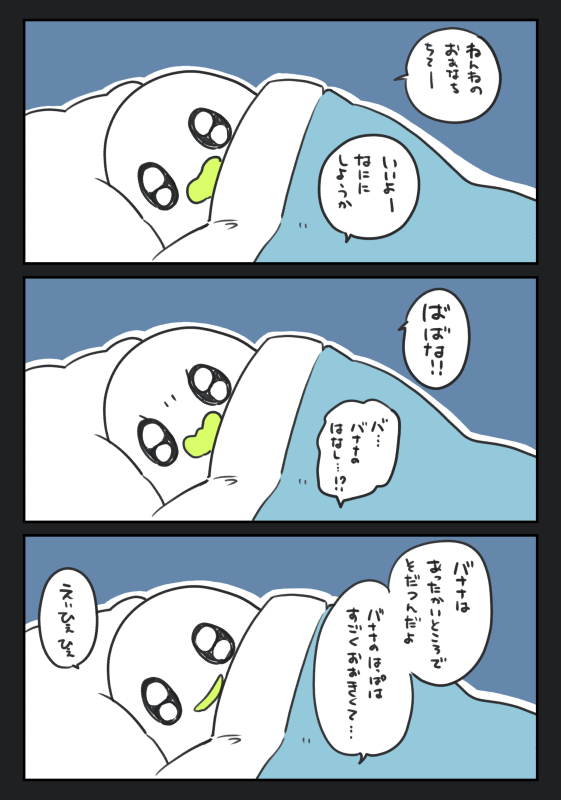 ねんねの
おあなち
ちてー
いいよー
なにに
しようか
ばばな!!
バ…
バナナの
はなし…!?
バナナは
あったかいところで
そだつんだよ
バナナのはっぱは
すごくおおきくて…
えいひぇひぇ